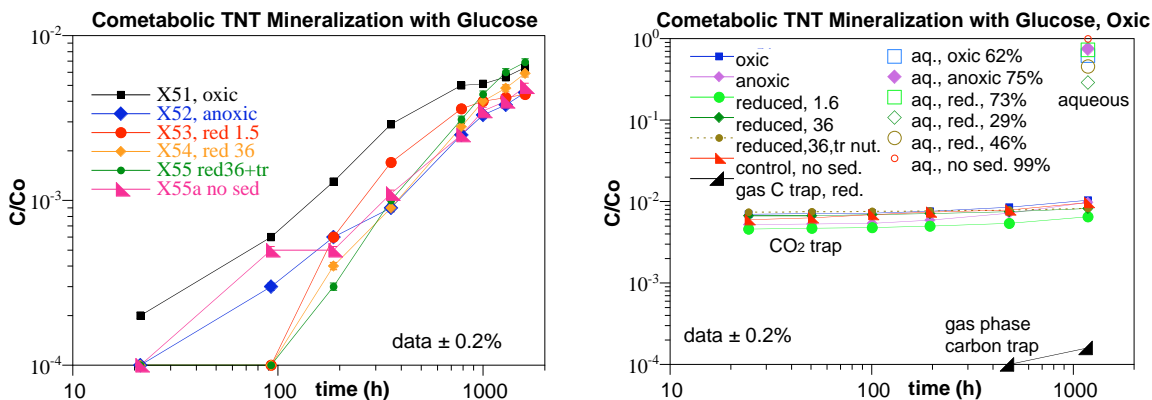 Cometabolic TNT Mineralization with Glucose
10-2
X51, oxic
X52, anoxic
X53, red 1.5
X54, red 36
X55 red36+tr
X55a no sed
C/Co
10-3
data ± 0.2%
10-4
10
100
1000
time (h)
Cometabolic TNT Mineralization with Glucose, Oxic
100
oxic
anoxic
reduced, 1.6
reduced, 36
reduced,36,tr nut.
control, no sed.
gas C trap, red.
aq., oxic 62%
aq., anoxic 75%
aq., red., 73%
aq., red., 29%
aq., red., 46%
aq., no sed. 99%
aqueous
C/Co
10-2
CO2 trap
10-3
gas phase
carbon trap
data ± 0.2%
10-4
10
100
1000
time (h)